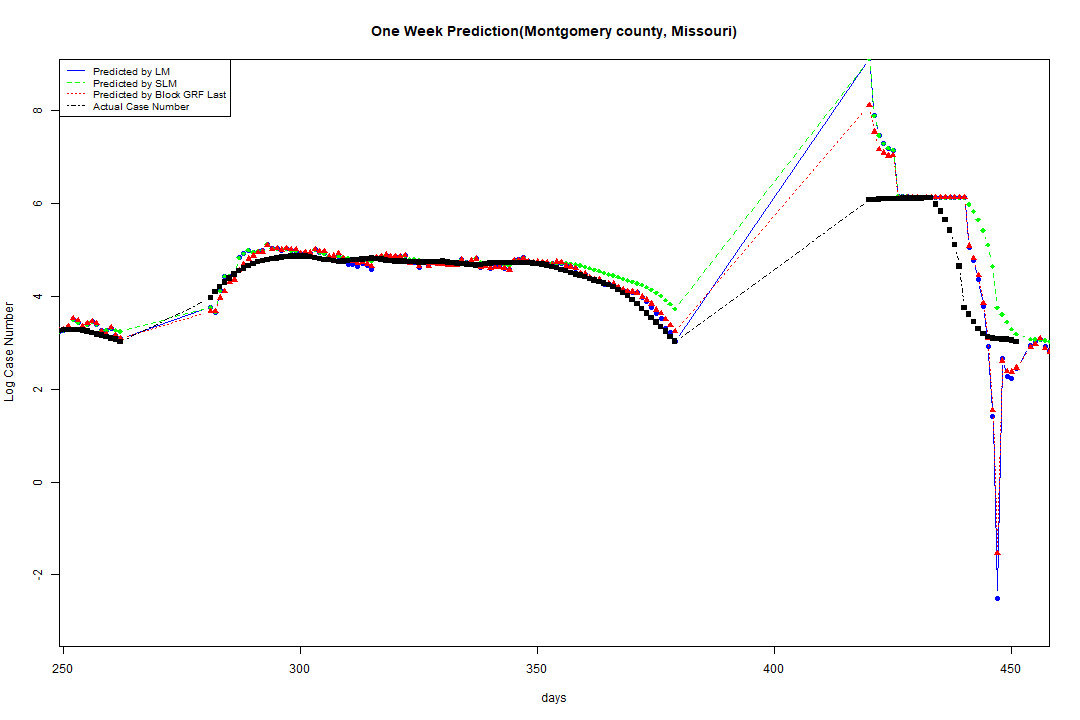 One Week Prediction(Montgomery county, Missouri)
Predicted by LM
Predicted by SLM
Predicted by Block GRF Last
Actual Case Number
8
6
4
2
0
-2
Log Case Number
250 300 350 400 450
days